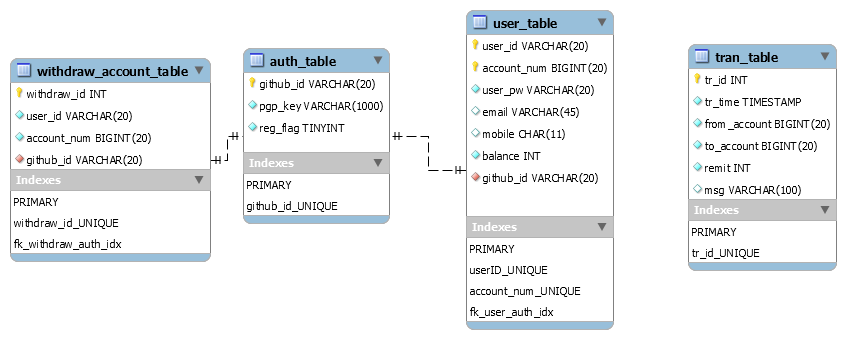 withdraw_account_table
withdraw_id INT
user_id VARCHAR(20)
account_num BIGINT(20)
github_id VARCHAR(20)
Indexes
PRIMARY
withdraw_id_UNIQUE
fk_withdraw_auth_idx
auth_table
github_id VARCHAR(20)
pgp_key VARCHAR(1000)
reg_flag TINYINT
Indexes
PRIMARY
github_id_UNIQUE
user_table
user_id VARCHAR(20)
account_num BIGINT(20)
user_pw VARCHAR(20)
email VARCHAR(45)
mobile CHAR(11)
balance INT
github_id VARCHAR(20)
Indexes
PRIMARY
userID_UNIQUE
account_num_UNIQUE
fk_user_auth_idx
tran_table
tr_id INT
tr_time TIMESTAMP
from_account BIGINT(20)
to_account BIGINT(20)
remit INT
msg VARCHAR(100)
Indexes
PRIMARY
tr_id_UNIQUE